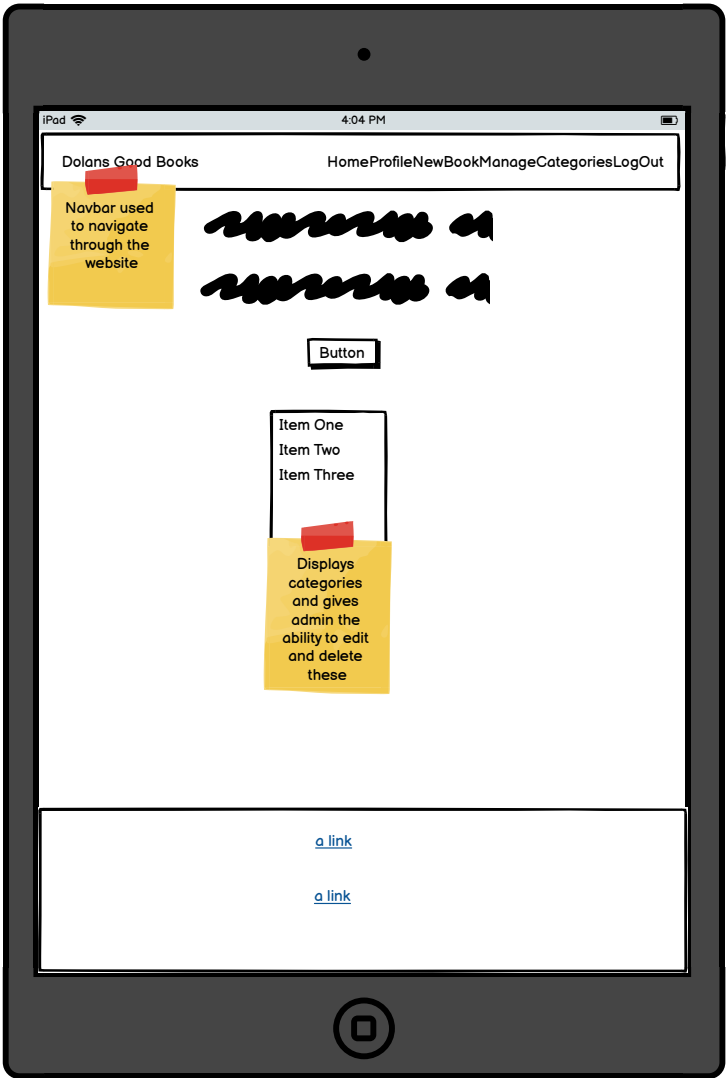 iPad 4:04 PM
Dolans Good Books HomeProfileNewBookManageCategoriesLogOut
Navbar used
to navigate
through the
website
Button
Item One
Item Two
Item Three
Displays
categories
and gives
admin the
ability to edit
and delete
these
a link
a link